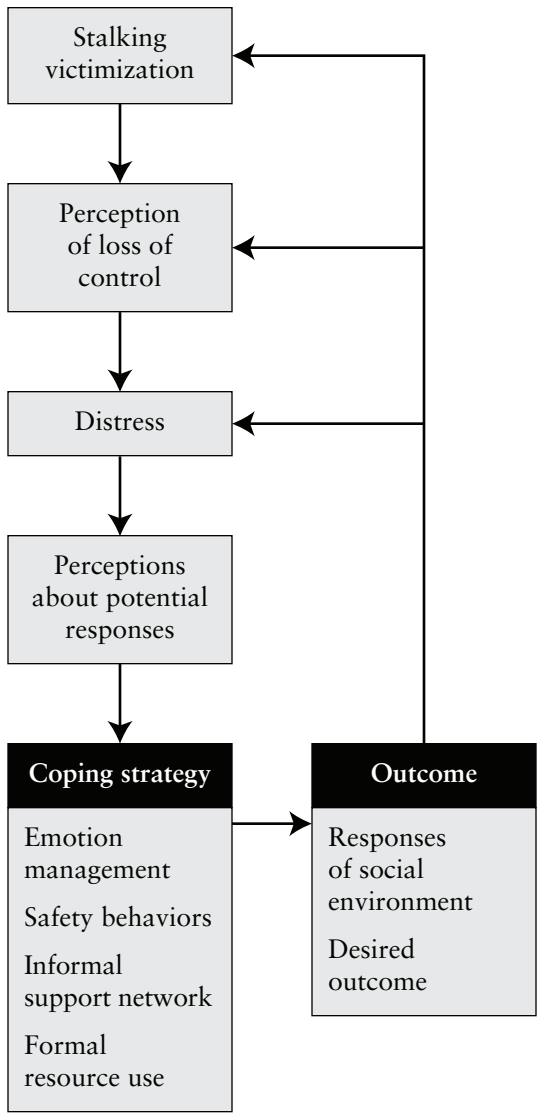 Stalking
victimization
Perception
of loss of
control
Distress
Perceptions
about potential
responses
Coping strategy
Emotion
management
Safety behaviors
Informal
support network
Formal
resource use
Outcome
Responses
of social
environment
Desired
outcome